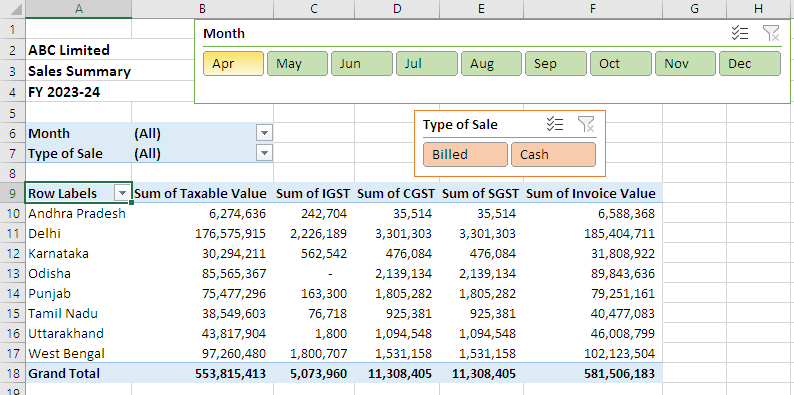 A B C D E F G H
1 Month
2 ABC Limited
Apr May Jun Jul Aug Sep Oct Nov Dec
3 Sales Summary
4 FY 2023-24
5 Type of Sale
6 Month (All)
7 Type of Sale (All) Billed Cash
8
9 Row Labels Sum of Taxable Value Sum of IGST Sum of CGST Sum of SGST Sum of Invoice Value
10 Andhra Pradesh 6,274,636 242,704 35,514 35,514 6,588,368
11 Delhi 176,575,915 2,226,189 3,301,303 3,301,303 185,404,711
12 Karnataka 30,294,211 562,542 476,084 476,084 31,808,922
13 Odisha 85,565,367 - 2,139,134 2,139,134 89,843,636
14 Punjab 75,477,296 163,300 1,805,282 1,805,282 79,251,161
15 Tamil Nadu 38,549,603 76,718 925,381 925,381 40,477,083
16 Uttarakhand 43,817,904 1,800 1,094,548 1,094,548 46,008,799
17 West Bengal 97,260,480 1,800,707 1,531,158 1,531,158 102,123,504
18 Grand Total 553,815,413 5,073,960 11,308,405 11,308,405 581,506,183
19